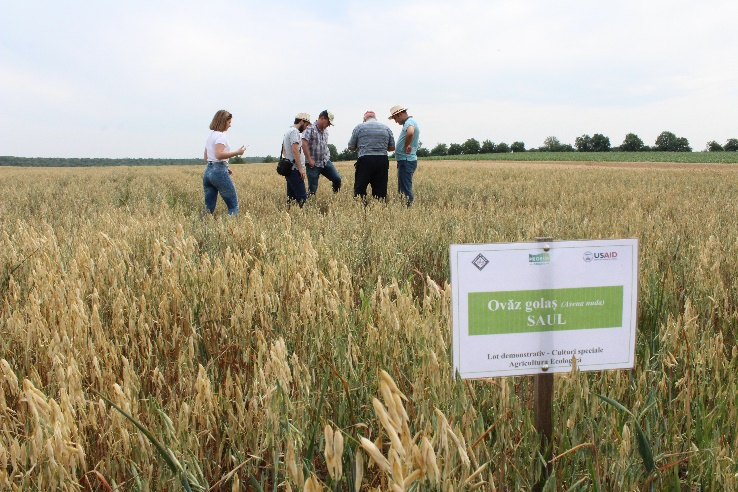 USAID
Ovăz golaș (Avena nuda)
SAUL
Lot demonstrativ - Culturi speciale
Agricultura Ecologică